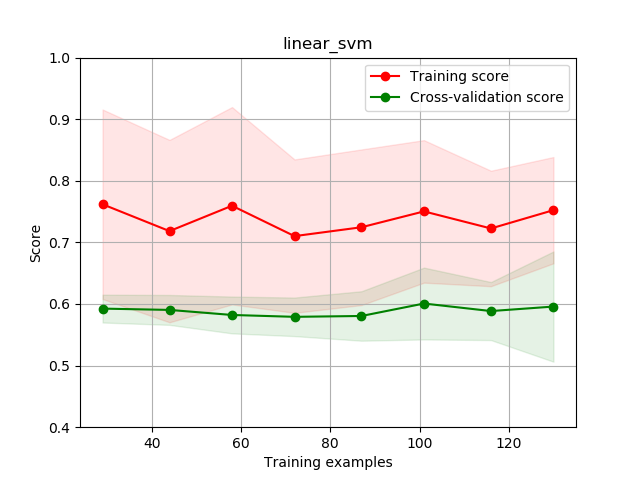 linear_svm
1.0
Training score
Cross-validation score
0.9
0.8
0.7
Score
0.6
0.5
0.4
40 60 80 100 120
Training examples